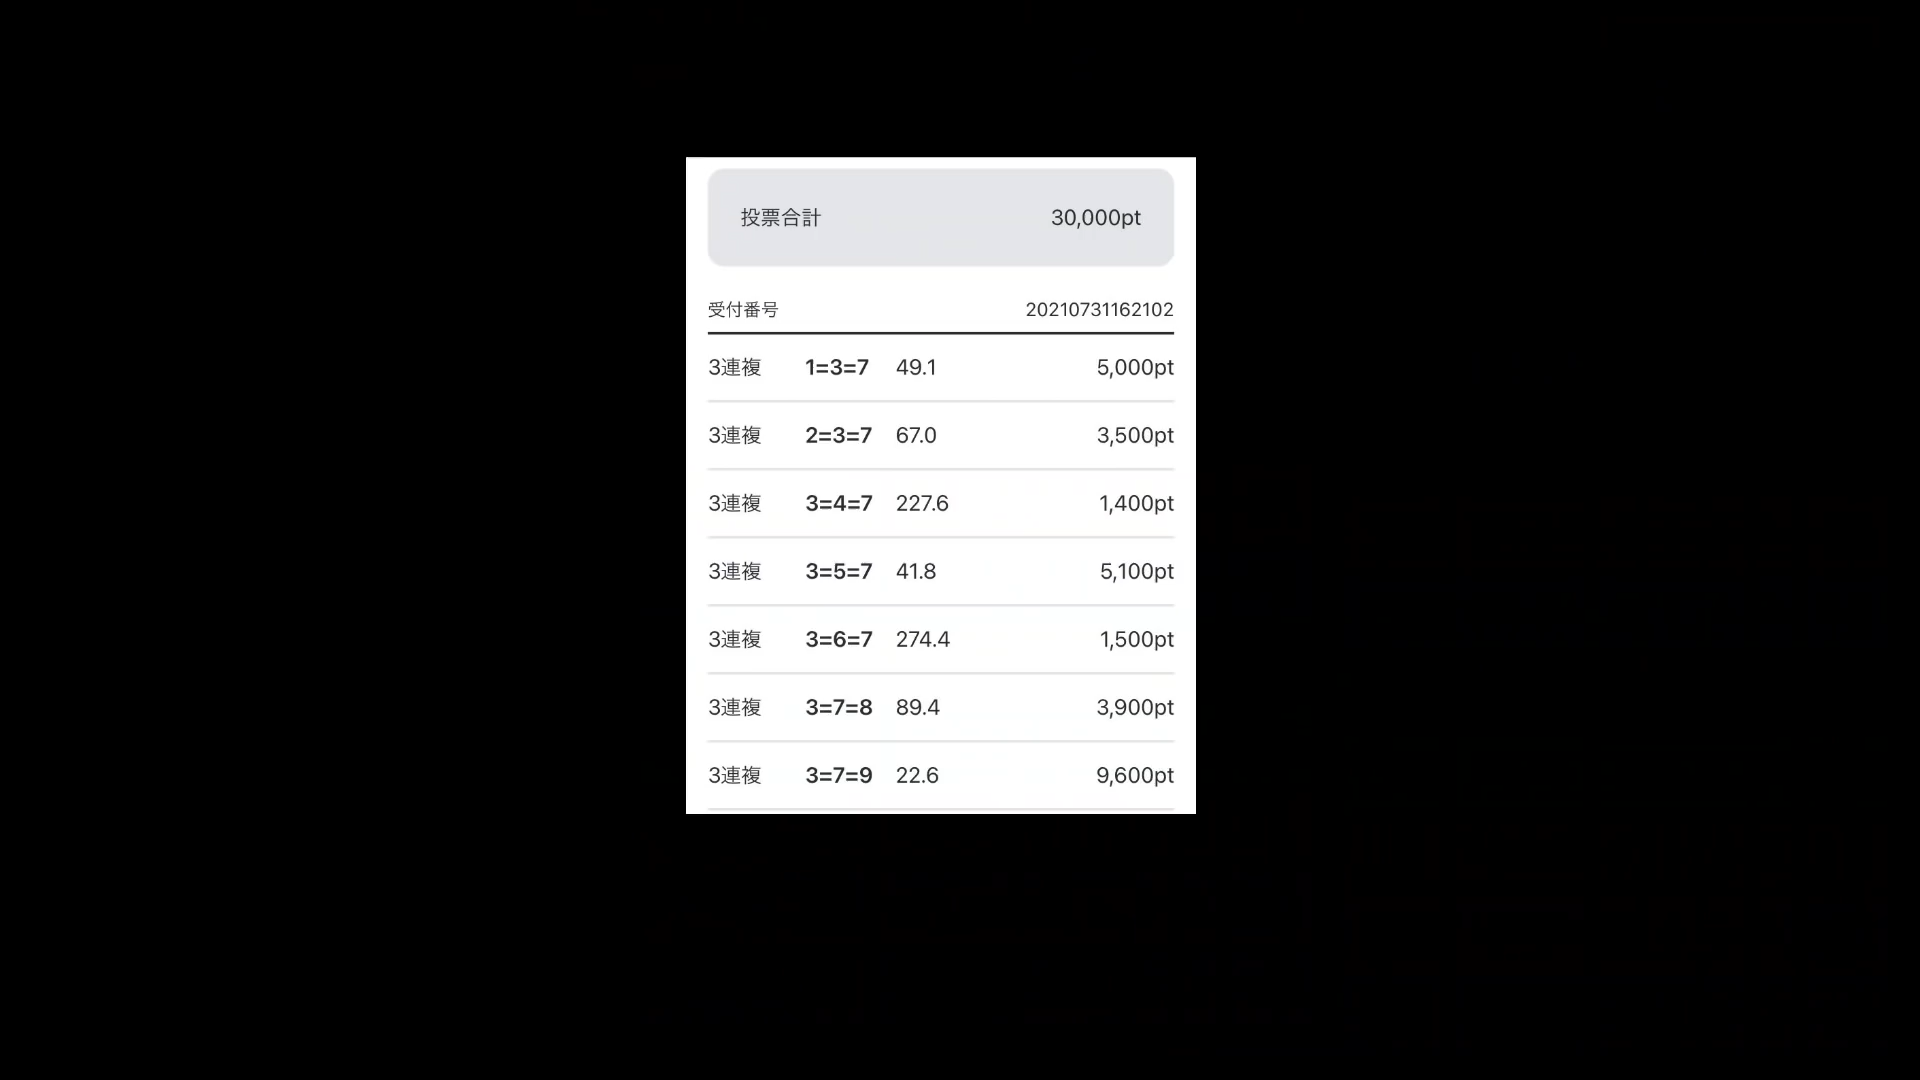 投票合計 30,000pt
受付番号 20210731162102
3連複 1=3=7 49.1 5,000pt
3連複 2=3=7 67.0 3,500pt
3連複 3=4=7 227.6 1,400pt
3連複 3=5=7 41.8 5,100pt
3連複 3=6=7 274.4 1,500pt
3連複 3=7=8 89.4 3,900pt
3連複 3=7=9 22.6 9,600pt